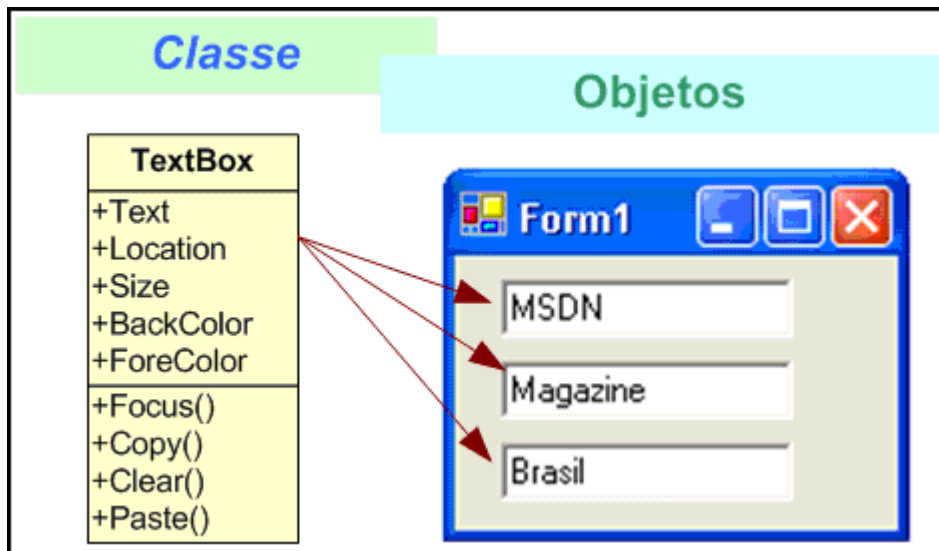 Classe
Objetos
TextBox
+Text
+Location
+Size
+BackColor
+ForeColor
+Focus()
+Copy()
+Clear()
+Paste()
Form1
MSDN
Magazine
Brasil